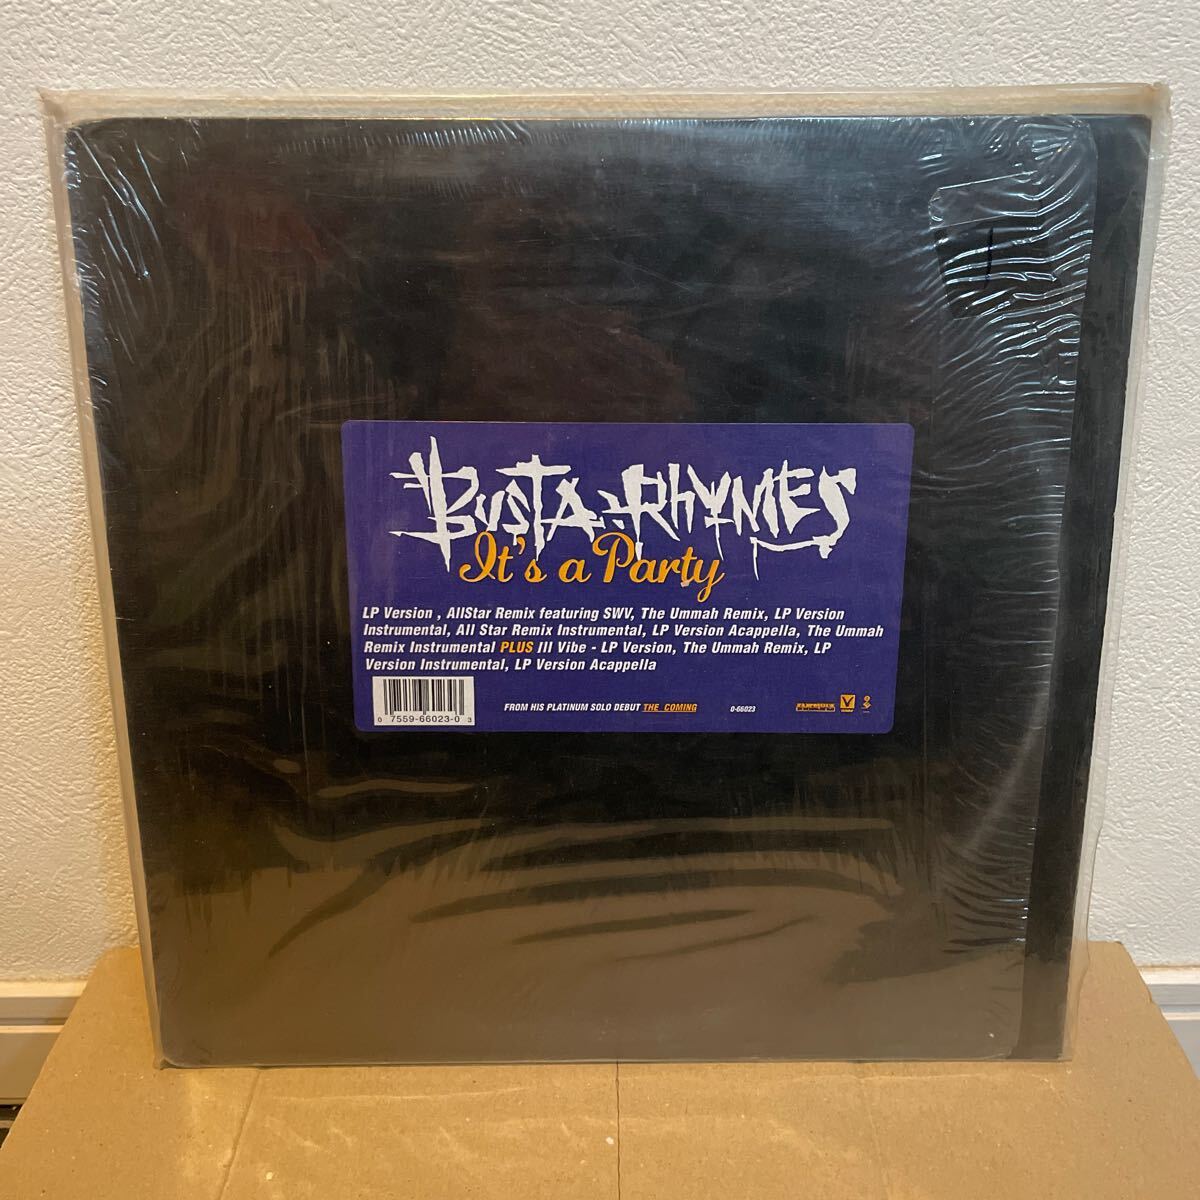 BUSTA RHYMES
It's a Party
LP Version , AllStar Remix featuring SWV, The Ummah Remix, LP Version
Instrumental, All Star Remix Instrumental, LP Version Acappella, The Ummah
Remix Instrumental PLUS Ill Vibe - LP Version, The Ummah Remix, LP
Version Instrumental, LP Version Acappella
0 7559-66023-0 3
FROM HIS PLATINUM SOLO DEBUT THE COMING
0-66023